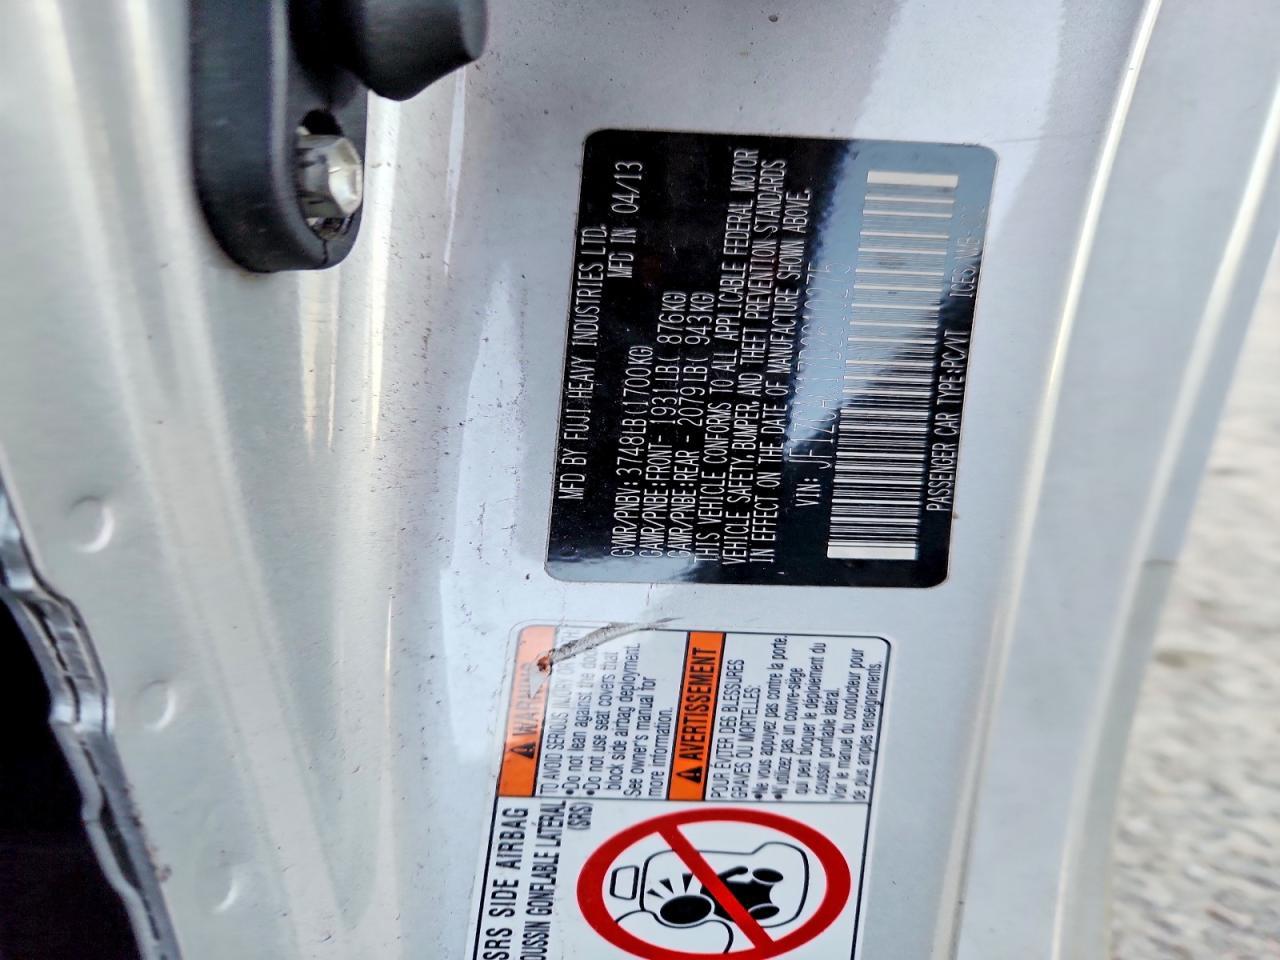 MFD BY FUJI HEAVY INDUSTRIES LTD.
MFD IN 04/13
GVWR/PNBV: 3748LB(1700KG)
GAWR/PNBE:FRONT- 1931LB( 876KG)
GAWR/PNBE:REAR - 2079LB( 943KG)
THIS VEHICLE CONFORMS TO ALL APPLICABLE FEDERAL MOTOR
VEHICLE SAFETY, BUMPER, AND THEFT PREVENTION STANDARDS
IN EFFECT ON THE DATE OF MANUFACTURE SHOWN ABOVE.
VIN:
PASSENGER CAR TYPE:PC/VT
SRS SIDE AIRBAG
COUSSIN GONFLABLE LATÉRAL
(SRS)
WARNING
TO AVOID SERIOUS INJURY OR
•Do not lean against the door.
•Do not use seat covers that
block side airbag deployment.
See owner's manual for
more information.
AVERTISSEMENT
POUR ÉVITER DES BLESSURES
GRAVES OU MORTELLES:
•Ne vous appuyez pas contre la porte.
•N'utilizez pas un couvre-siège
qui peut bloquer le déploiement du
coussin gonflable latéral.
Voir le manuel du conducteur pour
de plus amples renseignements.